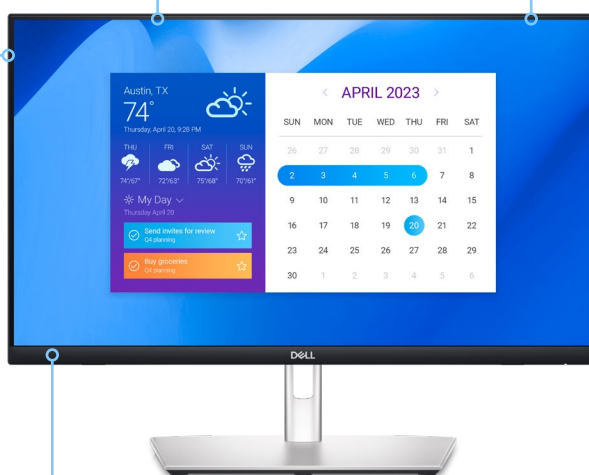 Austin, TX
74°
Thursday, April 20, 9:28 PM
THU FRI SAT SUN
74°/67° 72°/63° 75°/68° 70°/61°
My Day
Thursday April 20
Send invites for review
Q4 planning
Buy groceries
Q4 planning
< APRIL 2023 >
SUN MON TUE WED THU FRI SAT
26 27 28 29 30 31 1
2 3 4 5 6 7 8
9 10 11 12 13 14 15
16 17 18 19 20 21 22
23 24 25 26 27 28 29
30 1 2 3 4 5 6
DELL